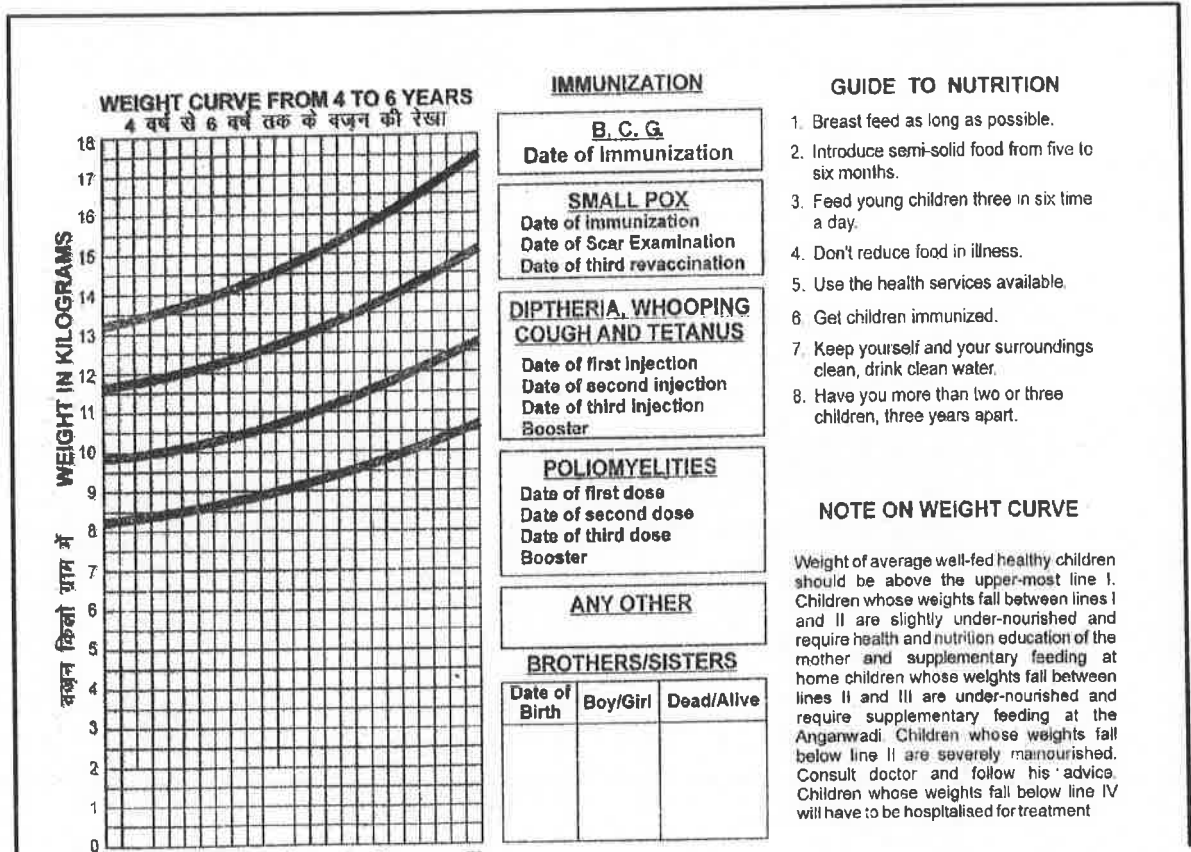 WEIGHT CURVE FROM 4 TO 6 YEARS
4 वर्ष से 6 वर्ष तक के वज़न की रेखा
18
17
16
15
14
13
12
11
10
9
8
7
6
5
4
3
2
1
0
WEIGHT IN KILOGRAMS
वज़न किलो ग्राम में
IMMUNIZATION
B. C. G.
Date of Immunization
SMALL POX
Date of immunization
Date of Scar Examination
Date of third revaccination
DIPTHERIA, WHOOPING
COUGH AND TETANUS
Date of first injection
Date of second injection
Date of third injection
Booster
POLIOMYELITIES
Date of first dose
Date of second dose
Date of third dose
Booster
ANY OTHER
BROTHERS/SISTERS
Date of Birth Boy/Girl Dead/Alive
GUIDE TO NUTRITION
1. Breast feed as long as possible.
2. Introduce semi-solid food from five to
six months.
3. Feed young children three in six time
a day.
4. Don't reduce food in illness.
5. Use the health services available.
6. Get children immunized.
7. Keep yourself and your surroundings
clean, drink clean water.
8. Have you more than two or three
children, three years apart.
NOTE ON WEIGHT CURVE
Weight of average well-fed healthy children
should be above the upper-most line I.
Children whose weights fall between lines I
and II are slightly under-nourished and
require health and nutrition education of the
mother and supplementary feeding at
home children whose weights fall between
lines II and III are under-nourished and
require supplementary feeding at the
Anganwadi. Children whose weights fall
below line II are severely mainourished.
Consult doctor and follow his advice.
Children whose weights fall below line IV
will have to be hospitalised for treatment